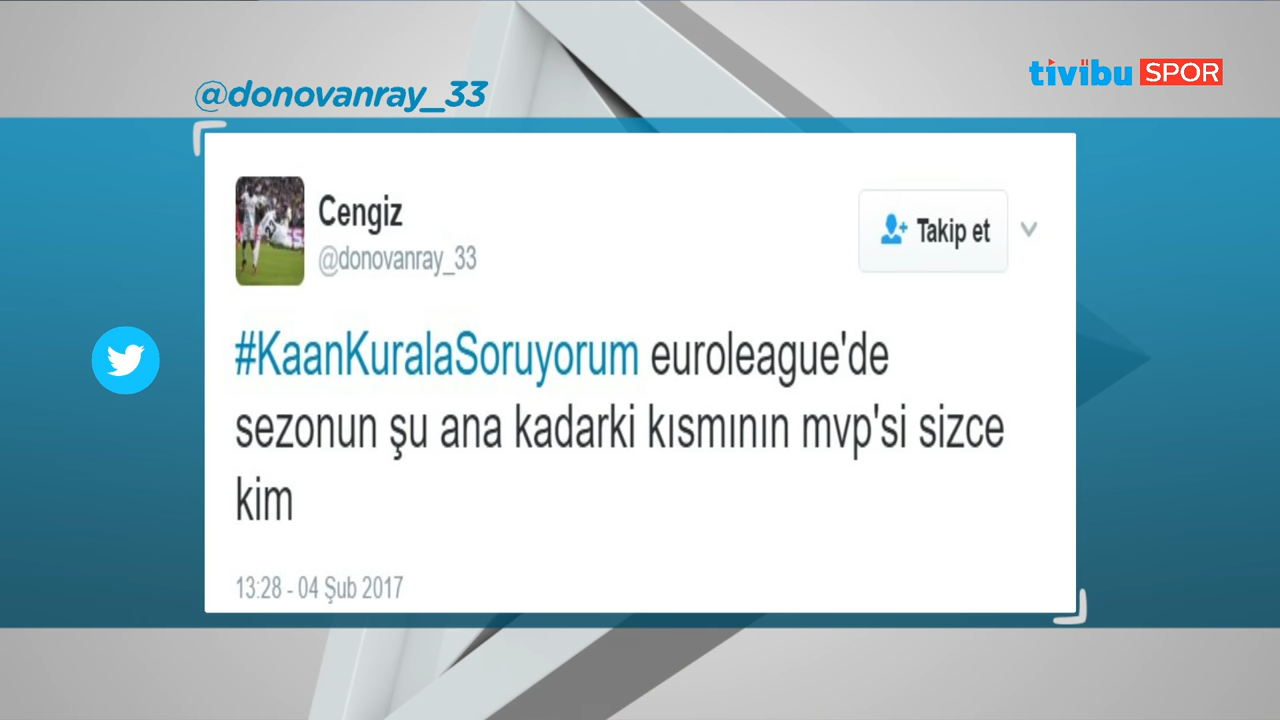 @donovanray_33
tivibu SPOR
Cengiz
@donovanray_33
Takip et
#KaanKuralaSoruyorum euroleague'de
sezonun şu ana kadarki kısmının mvp'si sizce
kim
13:28 - 04 Şub 2017